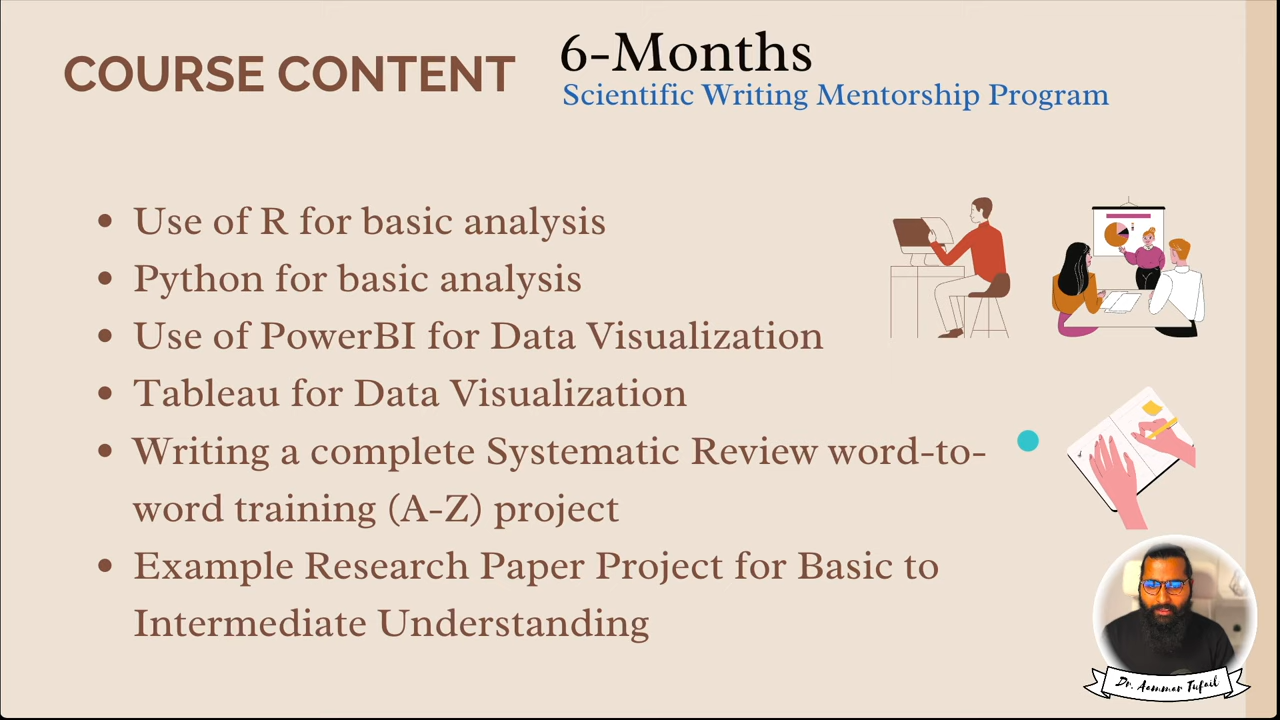 COURSE CONTENT
6-Months
Scientific Writing Mentorship Program
• Use of R for basic analysis
• Python for basic analysis
• Use of PowerBI for Data Visualization
• Tableau for Data Visualization
• Writing a complete Systematic Review word-to-
word training (A-Z) project
• Example Research Paper Project for Basic to
Intermediate Understanding
Dr. Aammar Tufail